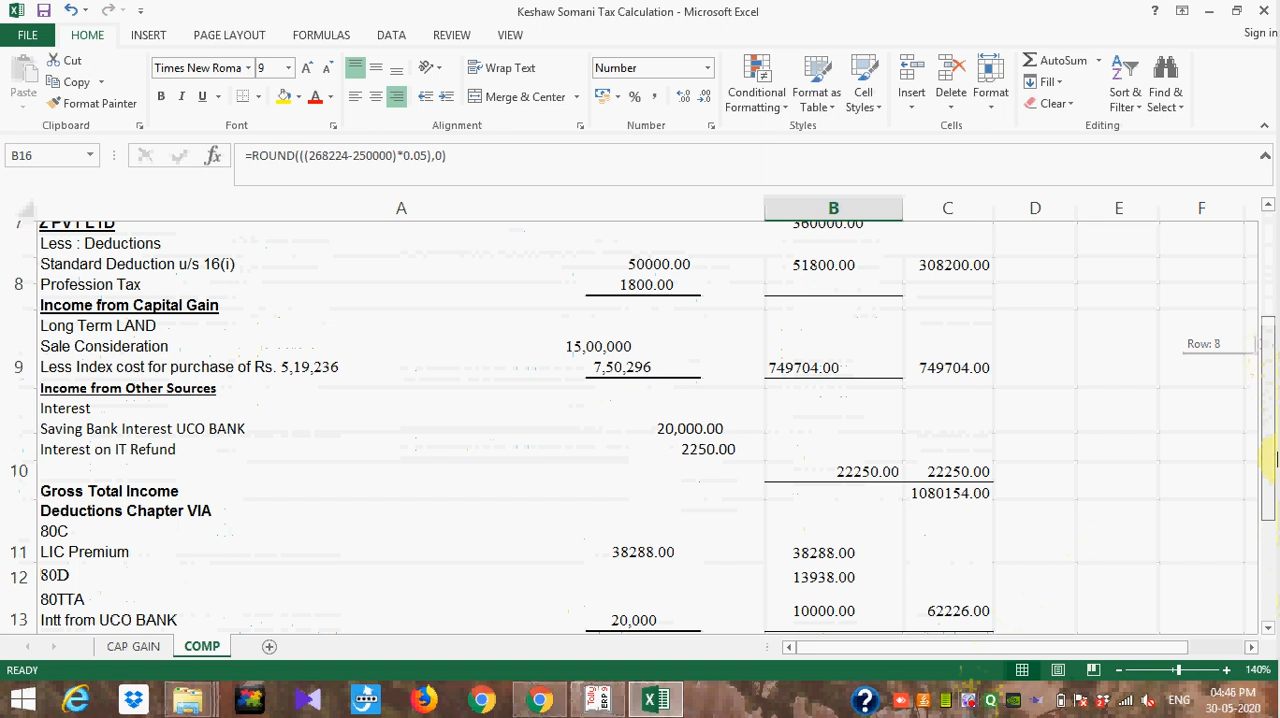 Keshaw Somani Tax Calculation - Microsoft Excel
Sign in
FILE HOME INSERT PAGE LAYOUT FORMULAS DATA REVIEW VIEW
Cut
Copy
Format Painter
Paste
Clipboard
Times New Roma 9
B I U
Font
Wrap Text
Merge & Center
Alignment
Number
%
Number
Conditional Formatting
Format as Table
Cell Styles
Styles
Insert Delete Format
Cells
AutoSum
Fill
Clear
Sort & Filter
Find & Select
Editing
B16 fx =ROUND(((268224-250000)*0.05),0)
A B C D E F
7 Z PVT LTD 360000.00
Less : Deductions
Standard Deduction u/s 16(i) 50000.00 51800.00 308200.00
8 Profession Tax 1800.00
Income from Capital Gain
Long Term LAND
Sale Consideration 15,00,000
Row: 8
9 Less Index cost for purchase of Rs. 5,19,236 7,50,296 749704.00 749704.00
Income from Other Sources
Interest
Saving Bank Interest UCO BANK 20,000.00
Interest on IT Refund 2250.00
10 22250.00 22250.00
Gross Total Income 1080154.00
Deductions Chapter VIA
80C
11 LIC Premium 38288.00 38288.00
12 80D 13938.00
80TTA
13 Intt from UCO BANK 20,000 10000.00 62226.00
CAP GAIN COMP
READY 140%
Tally ERP 9
ENG
04:46 PM
30-05-2020